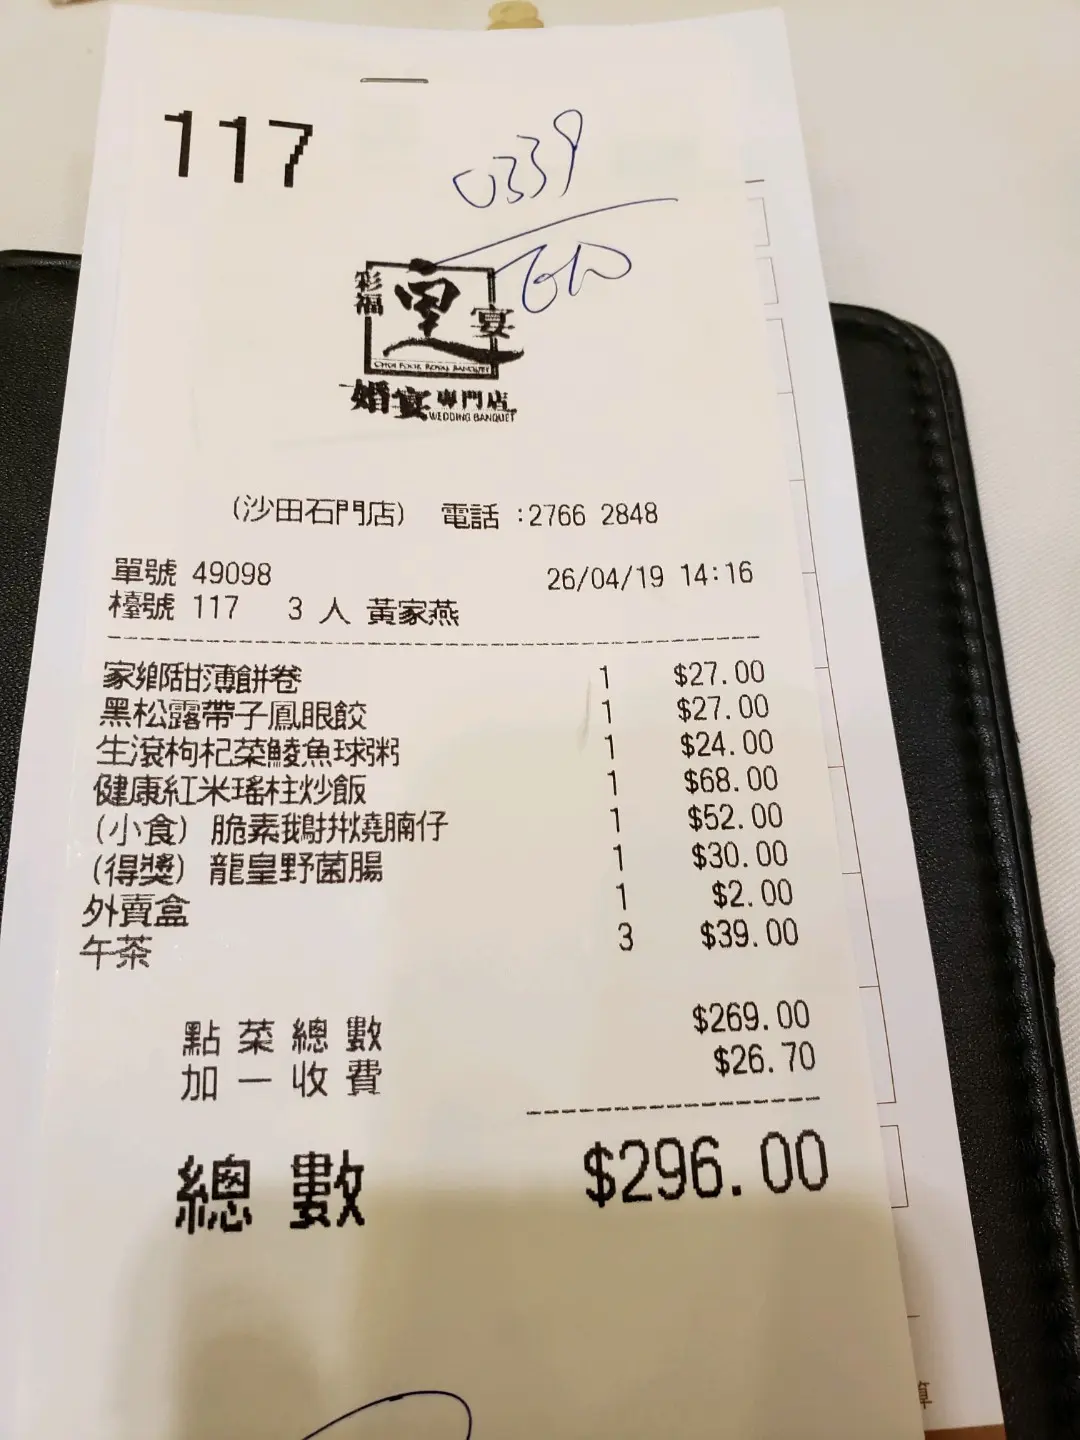 117
0339
彩福 皇 宴
CHOI FOOK ROYAL BANQUET
婚宴專門店
WEDDING BANQUET
(沙田石門店) 電話 :2766 2848
單號 49098 26/04/19 14:16
檯號 117 3 人 黃家燕
家鄉甜薄餅卷 1 $27.00
黑松露帶子鳳眼餃 1 $27.00
生滾枸杞菜鯪魚球粥 1 $24.00
健康紅米瑤柱炒飯 1 $68.00
(小食) 脆素鵝拼燒腩仔 1 $52.00
(得獎) 龍皇野菌腸 1 $30.00
外賣盒 1 $2.00
午茶 3 $39.00
點菜總數 $269.00
加一收費 $26.70
總數 $296.00